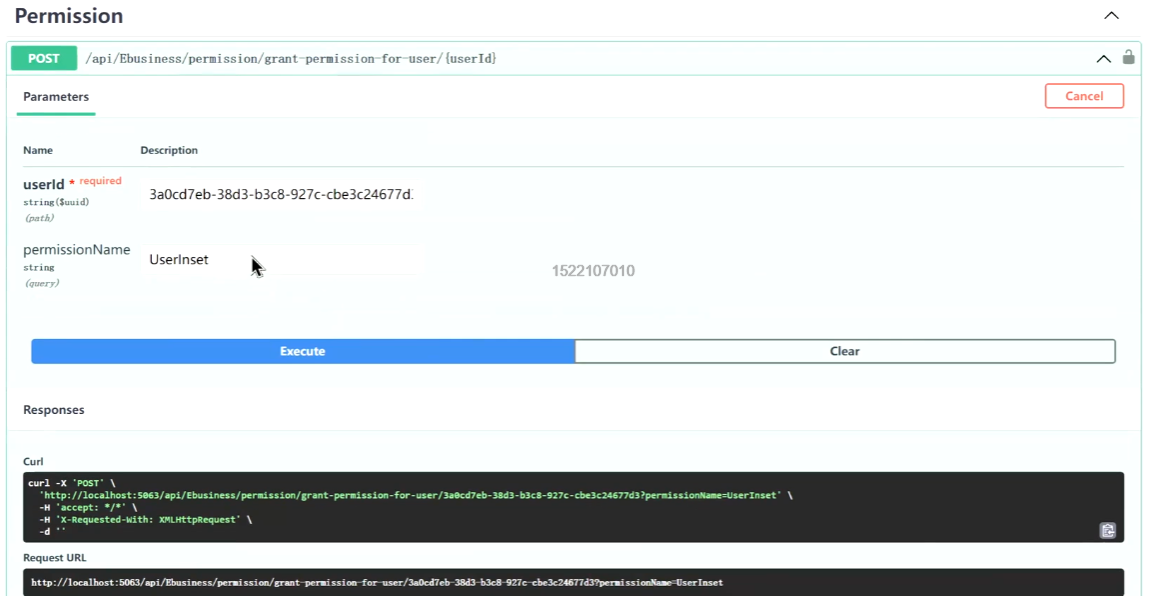 Permission
POST /api/Ebusiness/permission/grant-permission-for-user/{userId}
Parameters
Cancel
Name Description
userId * required
string($uuid)
(path)
3a0cd7eb-38d3-b3c8-927c-cbe3c24677d3
permissionName
string
(query)
UserInset
1522107010
Execute Clear
Responses
Curl
curl -X 'POST' \
'http://localhost:5063/api/Ebusiness/permission/grant-permission-for-user/3a0cd7eb-38d3-b3c8-927c-cbe3c24677d3?permissionName=UserInset' \
-H 'accept: */*' \
-H 'X-Requested-With: XMLHttpRequest' \
-d ''
Request URL
http://localhost:5063/api/Ebusiness/permission/grant-permission-for-user/3a0cd7eb-38d3-b3c8-927c-cbe3c24677d3?permissionName=UserInset